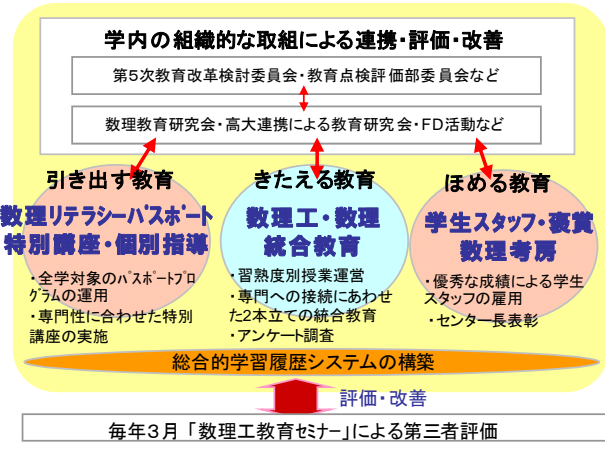 学内の組織的な取組による連携・評価・改善
第5次教育改革検討委員会・教育点検評価部委員会など
数理教育研究会・高大連携による教育研究会・FD活動など
引き出す教育
数理リテラシーパスポート
特別講座・個別指導
・全学対象のパスポートプロ
グラムの運用
・専門性に合わせた特別
講座の実施
きたえる教育
数理工・数理
統合教育
・習熟度別授業運営
・専門への接続にあわせ
た2本立ての統合教育
・アンケート調査
ほめる教育
学生スタッフ・褒賞
数理考房
・優秀な成績による学生
スタッフの雇用
・センター長表彰
総合的学習履歴システムの構築
評価・改善
毎年3月「数理工教育セミナー」による第三者評価